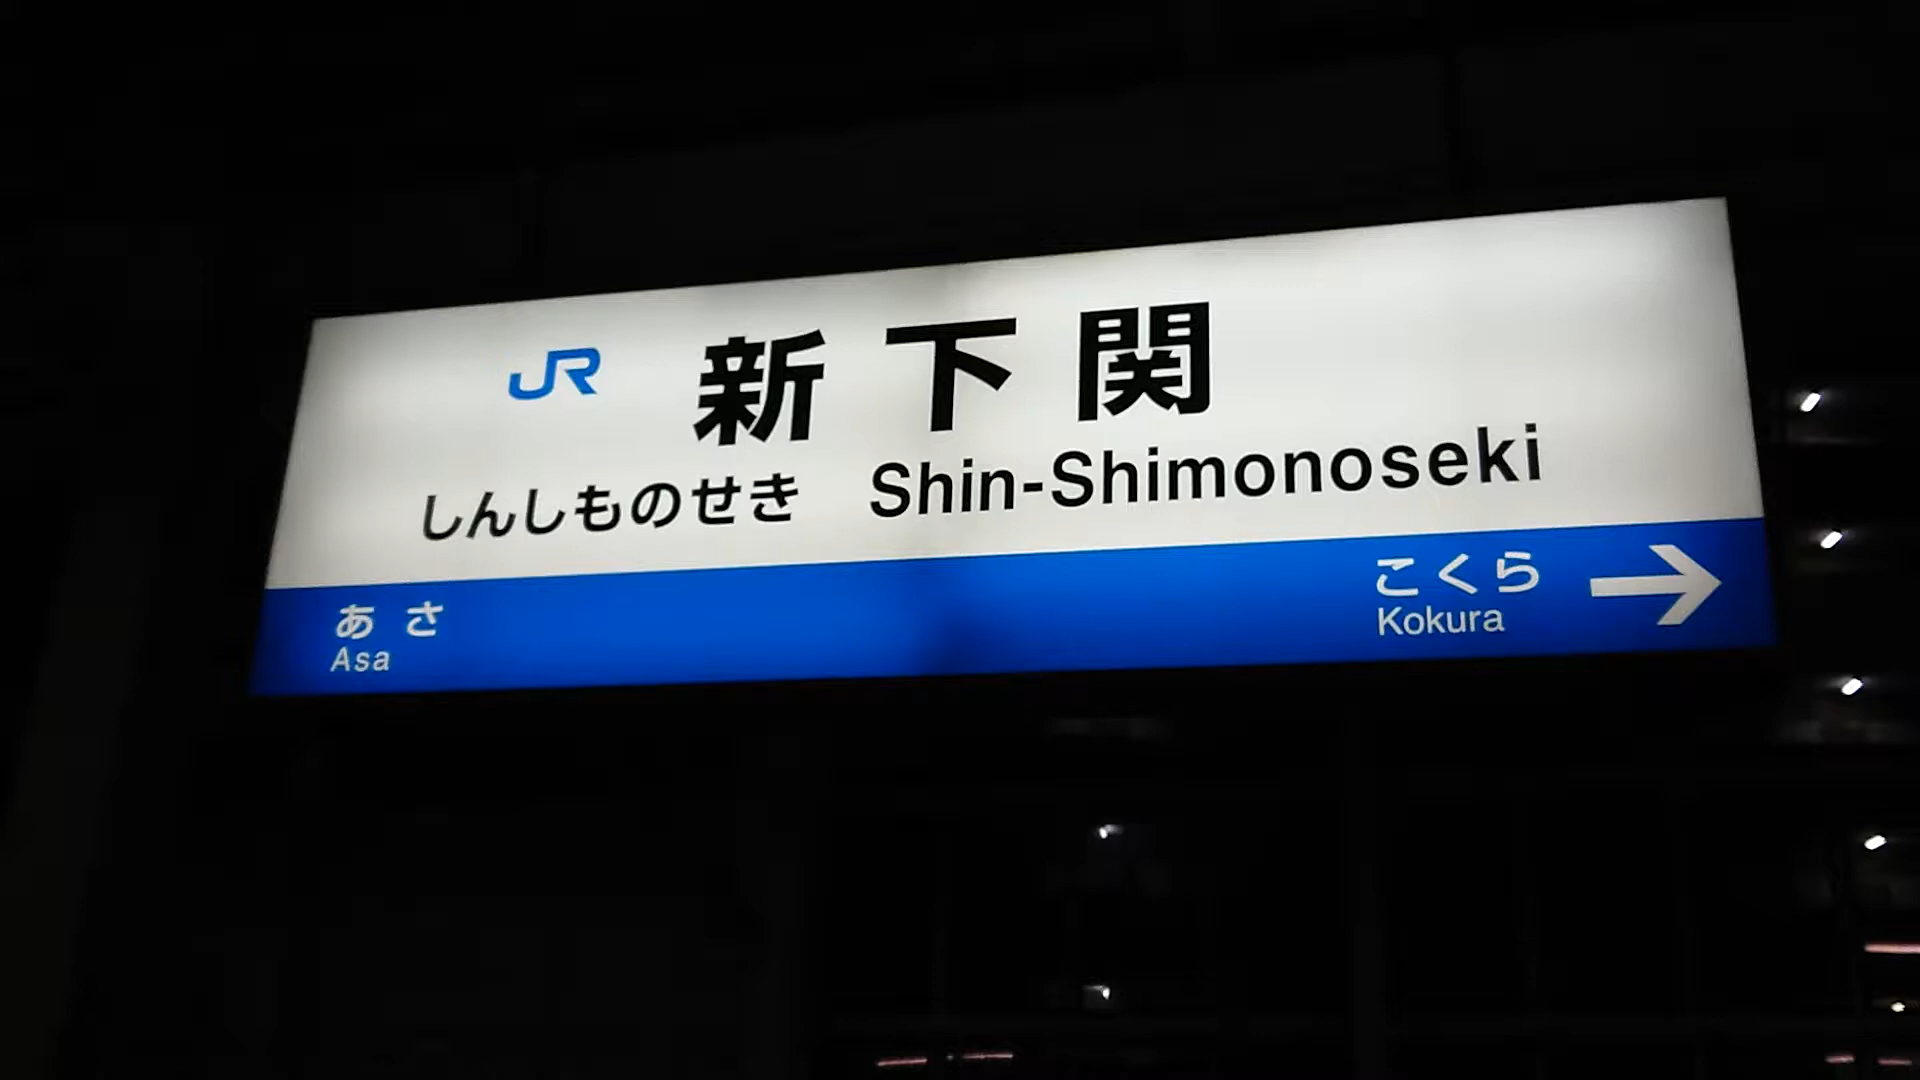 JR 新下関
しんしものせき Shin-Shimonoseki
あさ
Asa
こくら →
Kokura